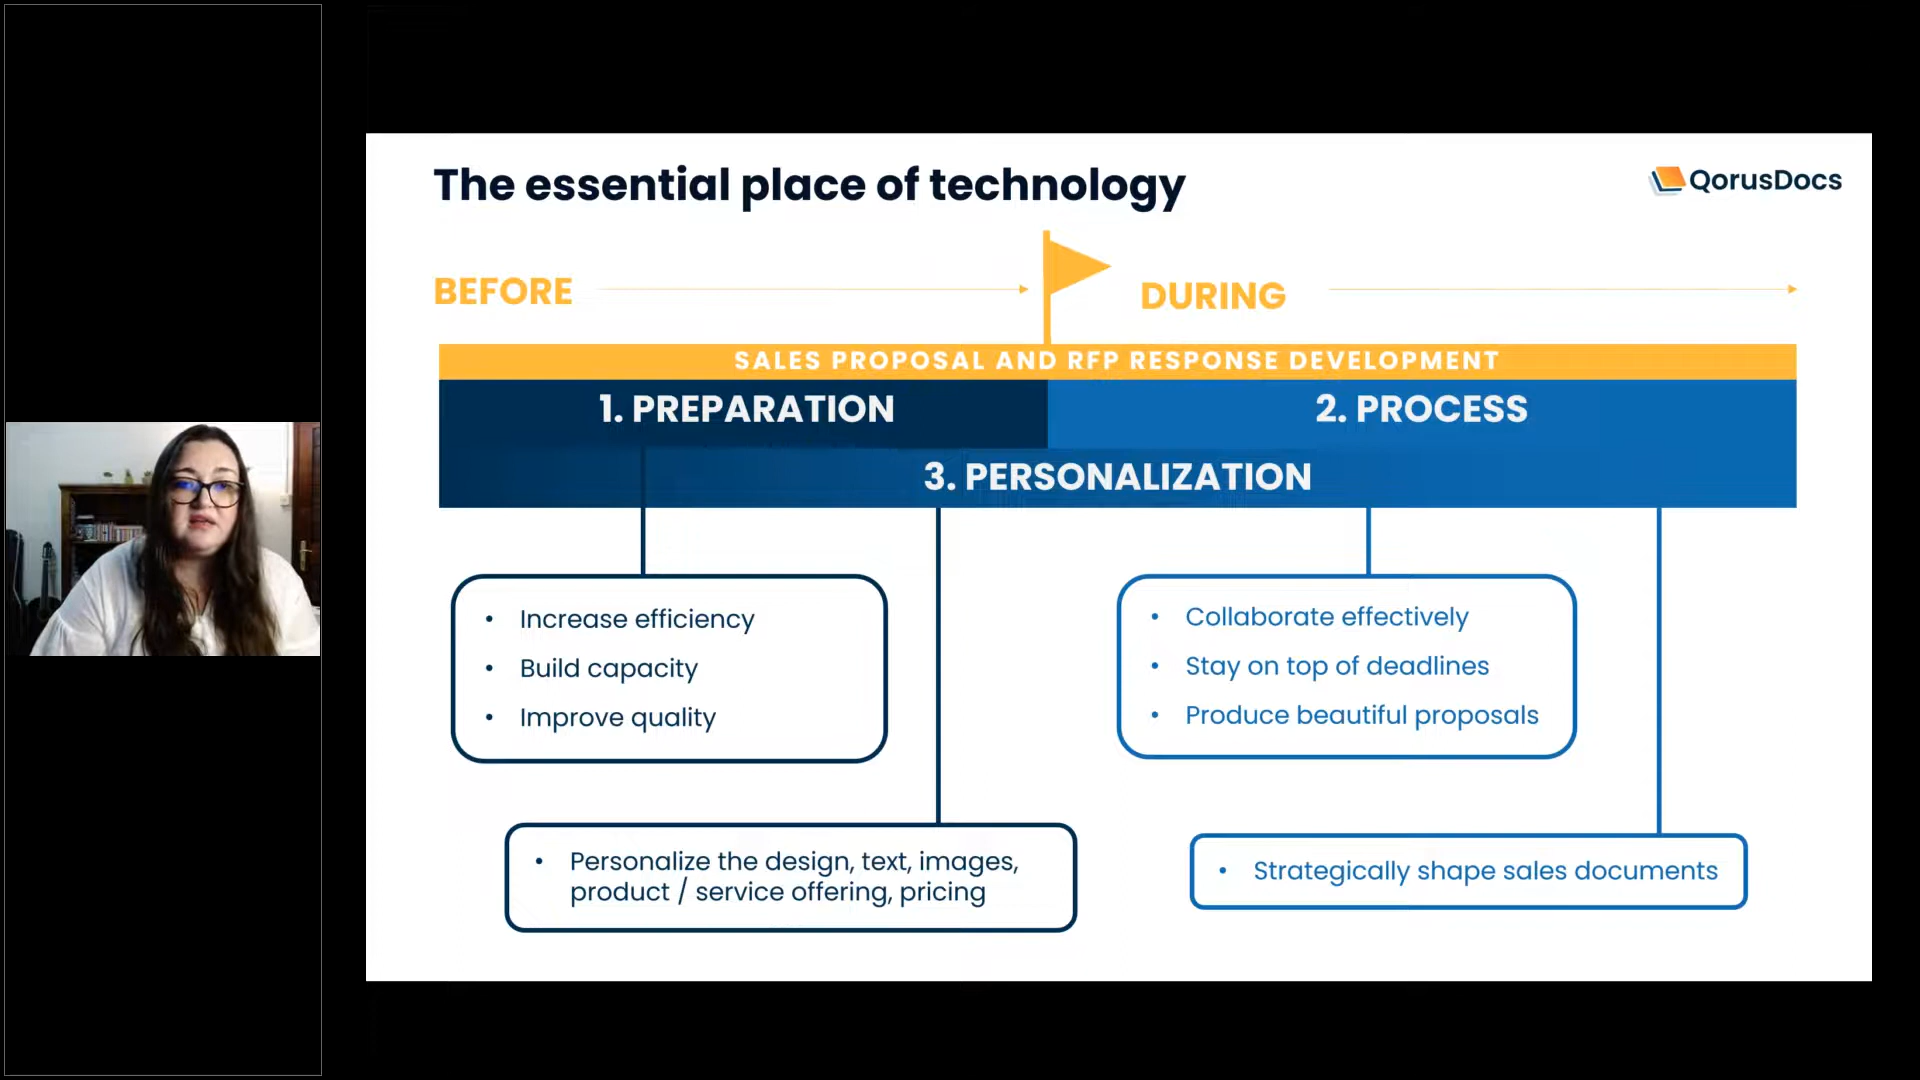 The essential place of technology
QorusDocs
BEFORE
DURING
SALES PROPOSAL AND RFP RESPONSE DEVELOPMENT
1. PREPARATION
2. PROCESS
3. PERSONALIZATION
• Increase efficiency
• Build capacity
• Improve quality
• Collaborate effectively
• Stay on top of deadlines
• Produce beautiful proposals
• Personalize the design, text, images,
product / service offering, pricing
• Strategically shape sales documents